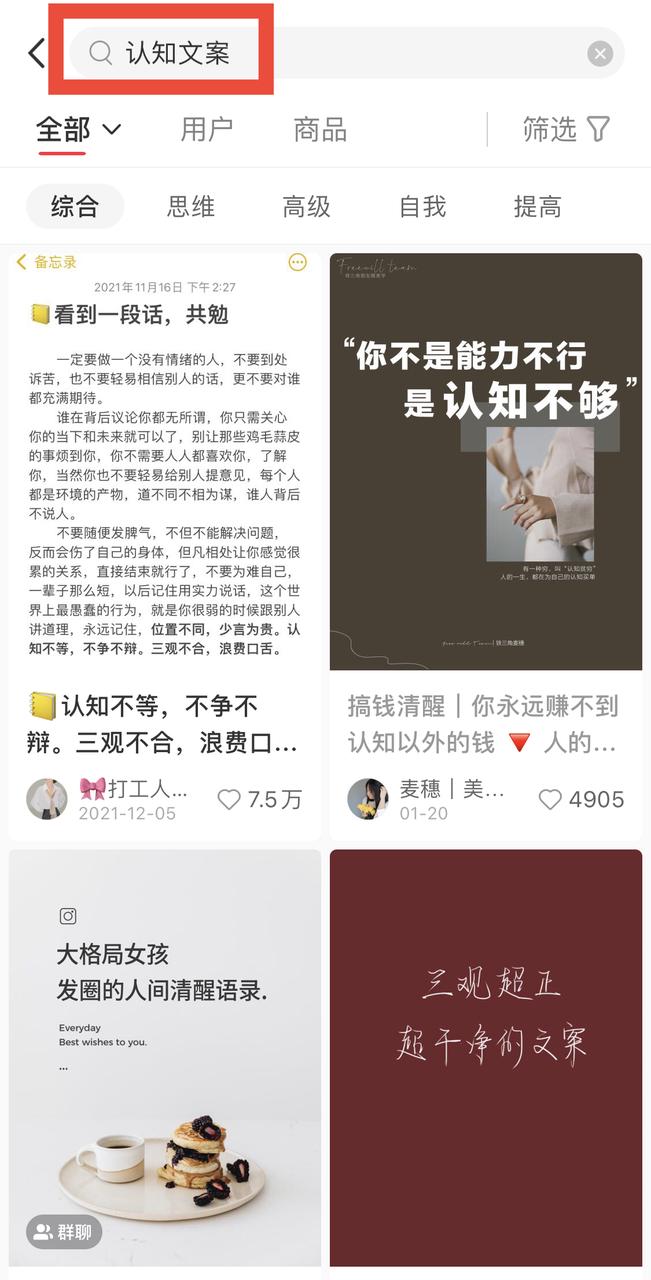 认知文案
全部
用户
商品
筛选
综合
思维
高级
自我
提高
备忘录
2021年11月16日 下午2:27
看到一段话，共勉
一定要做一个没有情绪的人，不要到处
诉苦，也不要轻易相信别人的话，更不要对谁
都充满期待。
谁在背后议论你都无所谓，你只需关心
你的当下和未来就可以了，别让那些鸡毛蒜皮
的事烦到你，你不需要人人都喜欢你，了解
你，当然你也不要轻易给别人提意见，每个人
都是环境的产物，道不同不相为谋，谁人背后
不说人。
不要随便发脾气，不但不能解决问题，
反而会伤了自己的身体，但凡相处让你感觉很
累的关系，直接结束就行了，不要为难自己，
一辈子那么短，以后记住用实力说话，这个世
界上最愚蠢的行为，就是你很弱的时候跟别人
讲道理，永远记住，位置不同，少言为贵。认
知不等，不争不辩。三观不合，浪费口舌。
📒认知不等，不争不
辩。三观不合，浪费口...
🎀打工人...
2021-12-05
7.5万
Freewill team
“你不是能力不行
是认知不够”
有一种穷，叫“认知贫穷”
人的一生，都在为自己的认知买单
铁三角麦穗
搞钱清醒｜你永远赚不到
认知以外的钱 🔻 人的...
麦穗｜美...
01-20
4905
大格局女孩
发圈的人间清醒语录.
Everyday
Best wishes to you.
...
群聊
三观超正
超干净的文案